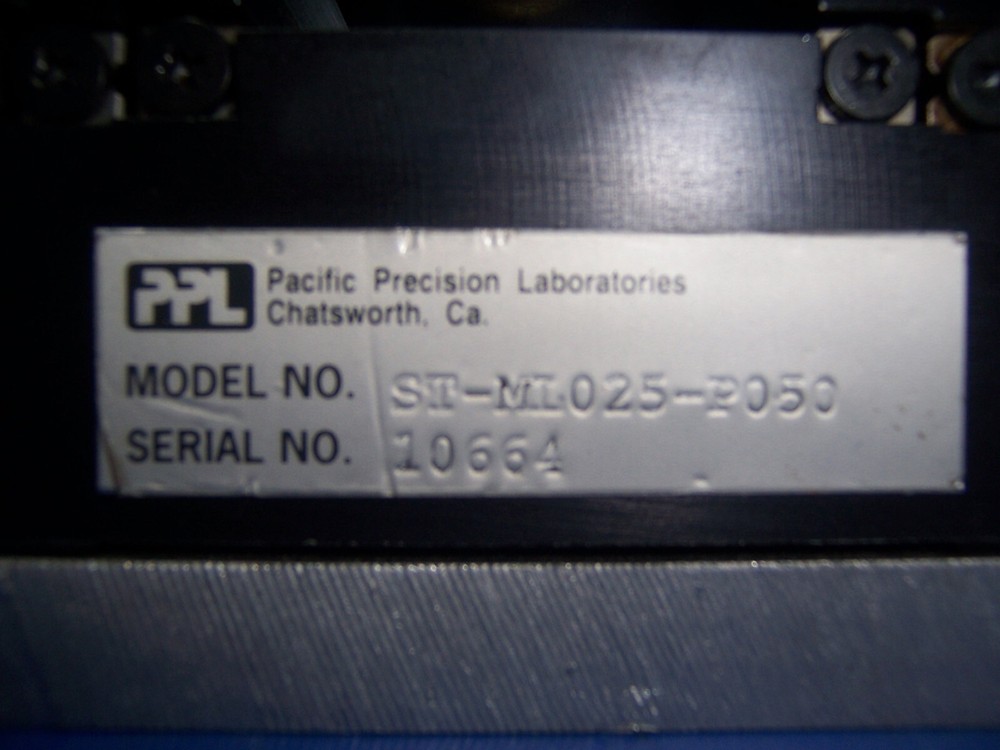 PPL Pacific Precision Laboratories
Chatsworth, Ca.
MODEL NO. ST-ML025-P050
SERIAL NO. 10664